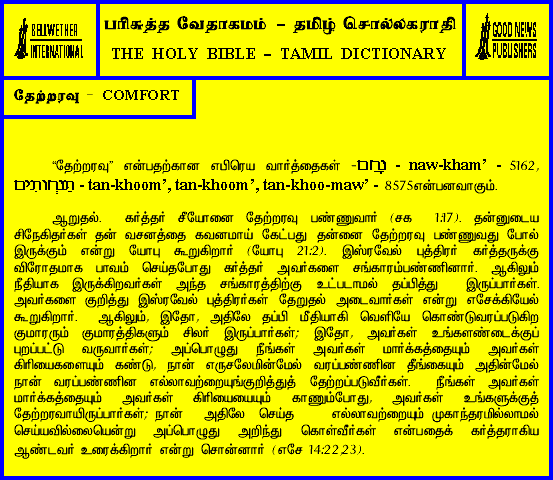 BELLWETHER
INTERNATIONAL
பரிசுத்த வேதாகமம் – தமிழ் சொல்லகராதி
THE HOLY BIBLE – TAMIL DICTIONARY
GOOD NEWS
PUBLISHERS
தேற்றரவு – COMFORT
“தேற்றரவு” என்பதற்கான எபிரெய வார்த்தைகள் -נָחַם - naw-kham’ - 5162,
תַּנְחוּמִים - tan-khoom’, tan-khoom’, tan-khoo-maw’ - 8575என்பனவாகும்.
ஆறுதல். கர்த்தர் சீயோனை தேற்றரவு பண்ணுவார் (சக 1:17). தன்னுடைய
சிநேகிதர்கள் தன் வசனத்தை கவனமாய் கேட்பது தன்னை தேற்றரவு பண்ணுவது போல்
இருக்கும் என்று யோபு கூறுகிறார் (யோபு 21:2). இஸ்ரவேல் புத்திரர் கர்த்தருக்கு
விரோதமாக பாவம் செய்தபோது கர்த்தர் அவர்களை சங்காரம்பண்ணினார். ஆகிலும்
நீதியாக இருக்கிறவர்கள் அந்த சங்காரத்திற்கு உட்படாமல் தப்பித்து இருப்பார்கள்.
அவர்களை குறித்து இஸ்ரவேல் புத்திரர்கள் தேறுதல் அடைவார்கள் என்று எசேக்கியேல்
கூறுகிறார். ஆகிலும், இதோ, அதிலே தப்பி மீதியாகி வெளியே கொண்டுவரப்படுகிற
குமாரரும் குமாரத்திகளும் சிலர் இருப்பார்கள்; இதோ, அவர்கள் உங்களண்டைக்குப்
புறப்பட்டு வருவார்கள்; அப்பொழுது நீங்கள் அவர்கள் மார்க்கத்தையும் அவர்கள்
கிரியைகளையும் கண்டு, நான் எருசலேமின்மேல் வரப்பண்ணின தீங்கையும் அதின்மேல்
நான் வரப்பண்ணின எல்லாவற்றையுங்குறித்துத் தேற்றப்படுவீர்கள். நீங்கள் அவர்கள்
மார்க்கத்தையும் அவர்கள் கிரியையையும் காணும்போது, அவர்கள் உங்களுக்குத்
தேற்றரவாயிருப்பார்கள்; நான் அதிலே செய்த எல்லாவற்றையும் முகாந்தரமில்லாமல்
செய்யவில்லையென்று அப்பொழுது அறிந்து கொள்வீர்கள் என்பதைக் கர்த்தராகிய
ஆண்டவர் உரைக்கிறார் என்று சொன்னார் (எசே 14:22,23).